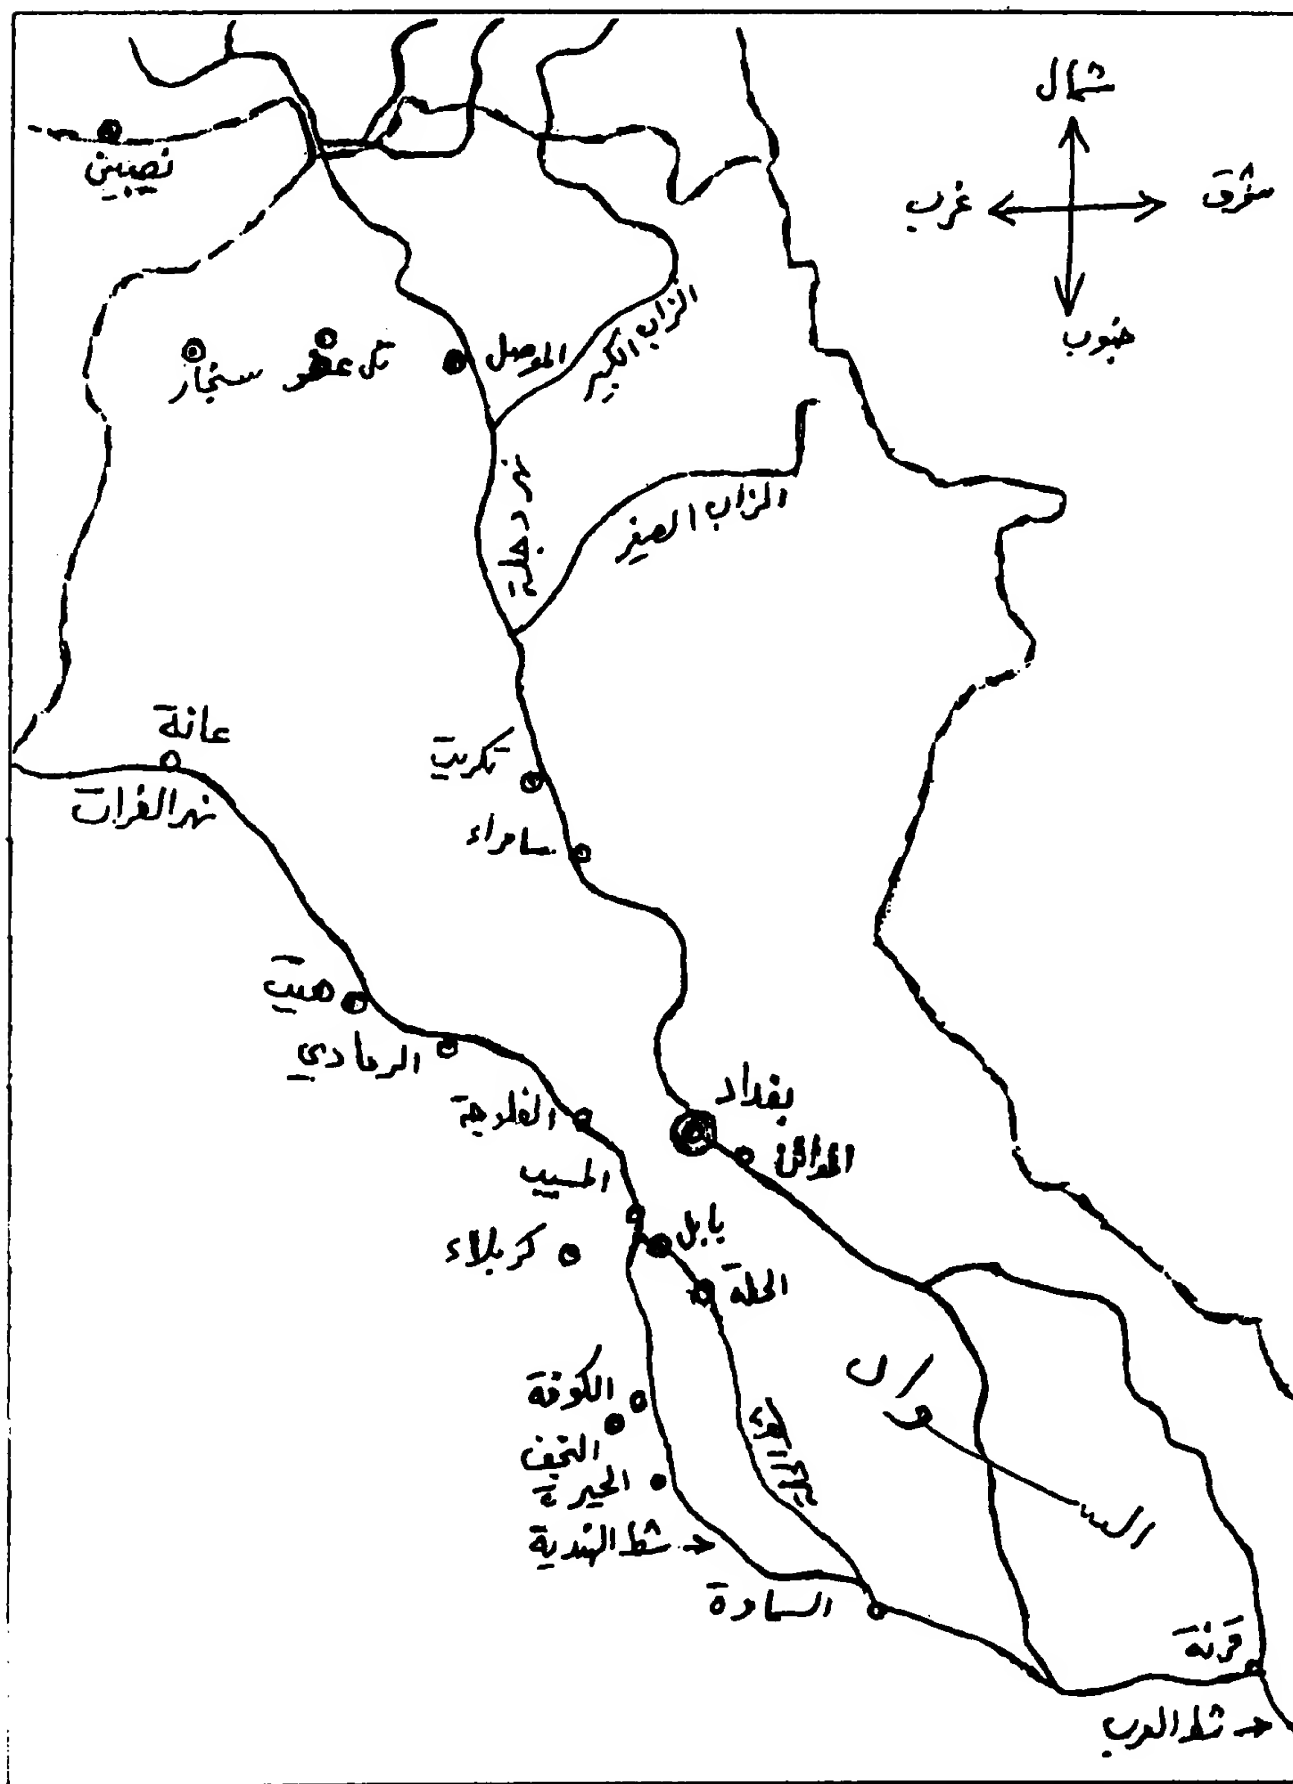 شمال
شرق
غرب
جنوب
نصيبين
الزاب الكبير
الموصل
تل عفر
سنجار
نهر دجلة
الزاب الصغير
عانة
نهر الفرات
تكريت
سامراء
هيت
الرمادي
بغداد
المدائن
الفلوجة
المسيب
بابل
كربلاء
الحلة
الكوفة
النجف
الحيرة
شط الهندية
السواد
السماوة
قرنة
شط العرب